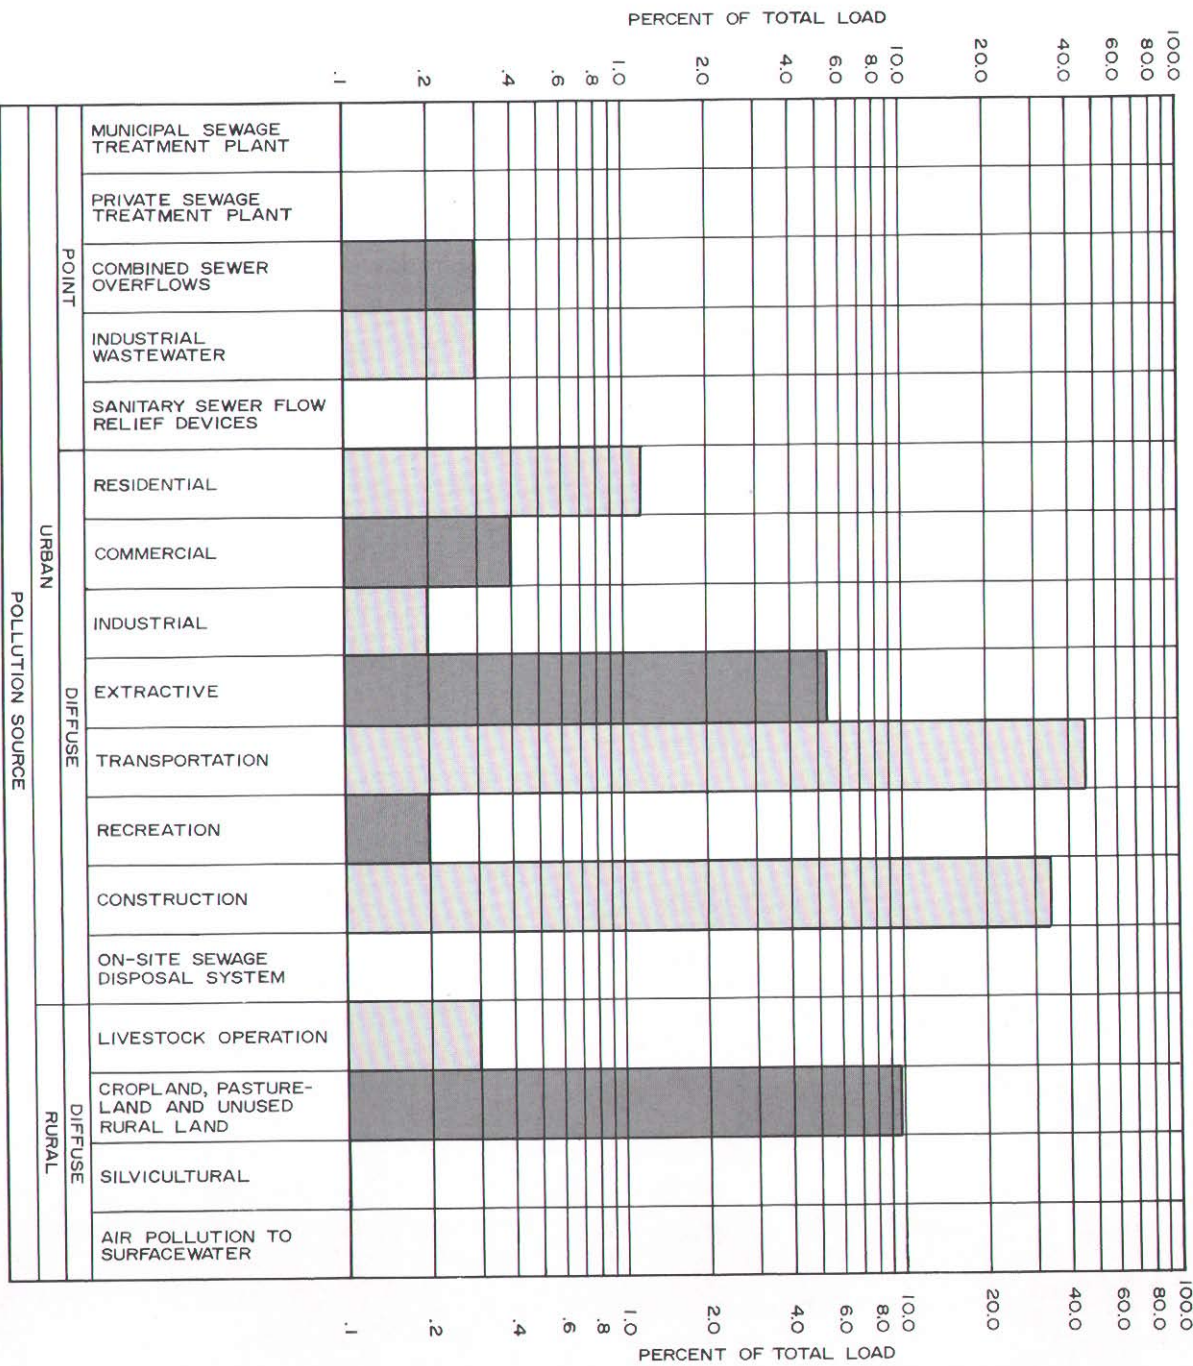 PERCENT OF TOTAL LOAD
.1
.2
.4
.6
.8
1.0
2.0
4.0
6.0
8.0
10.0
20.0
40.0
60.0
80.0
100.0
POLLUTION SOURCE
URBAN
POINT
MUNICIPAL SEWAGE
TREATMENT PLANT
PRIVATE SEWAGE
TREATMENT PLANT
COMBINED SEWER
OVERFLOWS
INDUSTRIAL
WASTEWATER
SANITARY SEWER FLOW
RELIEF DEVICES
DIFFUSE
RESIDENTIAL
COMMERCIAL
INDUSTRIAL
EXTRACTIVE
TRANSPORTATION
RECREATION
CONSTRUCTION
ON-SITE SEWAGE
DISPOSAL SYSTEM
RURAL
DIFFUSE
LIVESTOCK OPERATION
CROPLAND, PASTURE-
LAND AND UNUSED
RURAL LAND
SILVICULTURAL
AIR POLLUTION TO
SURFACEWATER
.1
.2
.4
.6
.8
1.0
2.0
4.0
6.0
8.0
10.0
20.0
40.0
60.0
80.0
100.0
PERCENT OF TOTAL LOAD